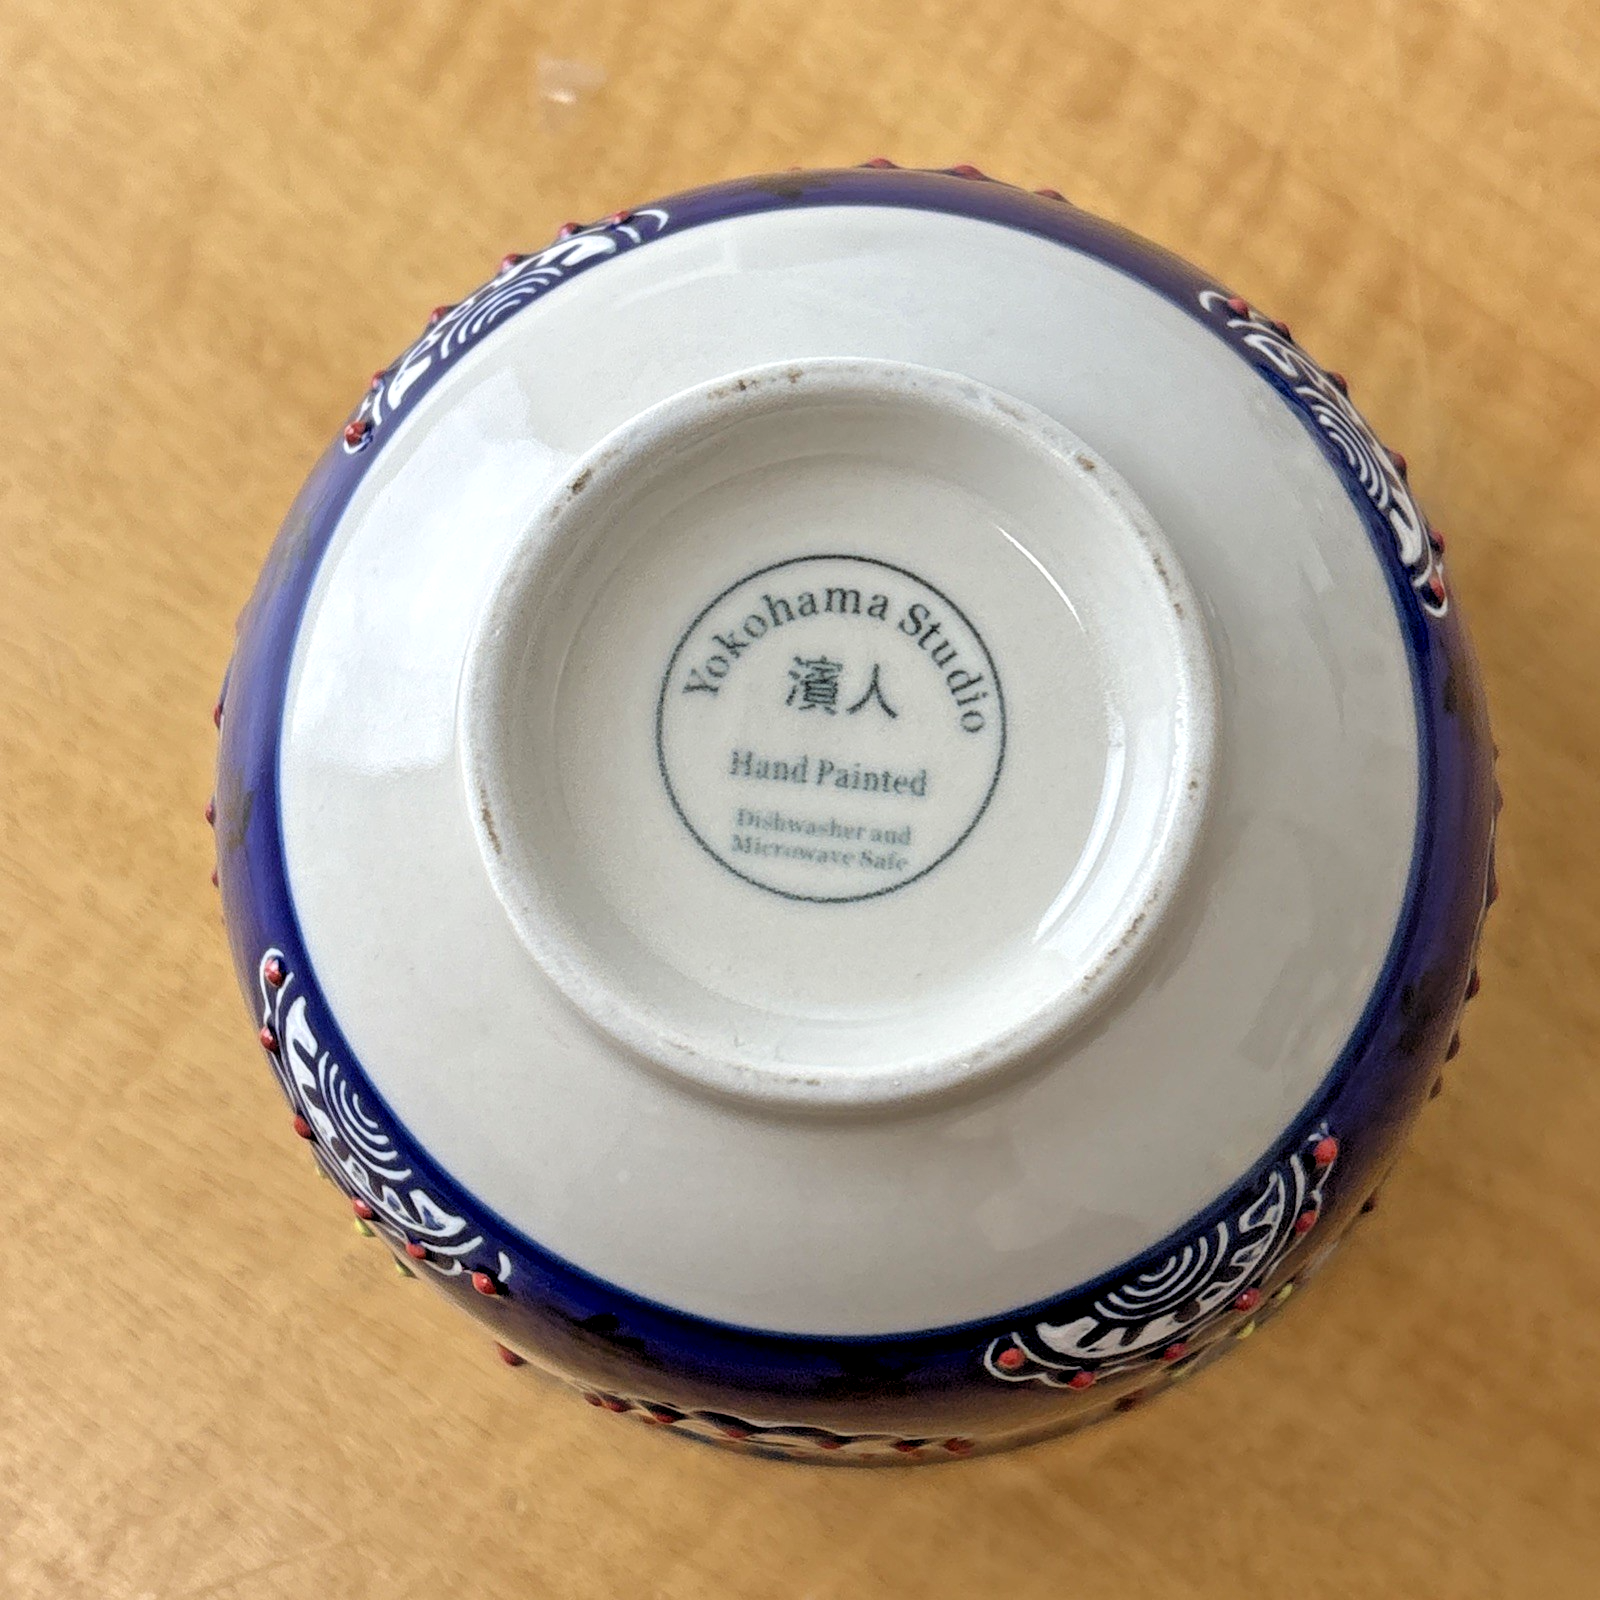 Yokohama Studio
濱人
Hand Painted
Dishwasher and
Microwave Safe